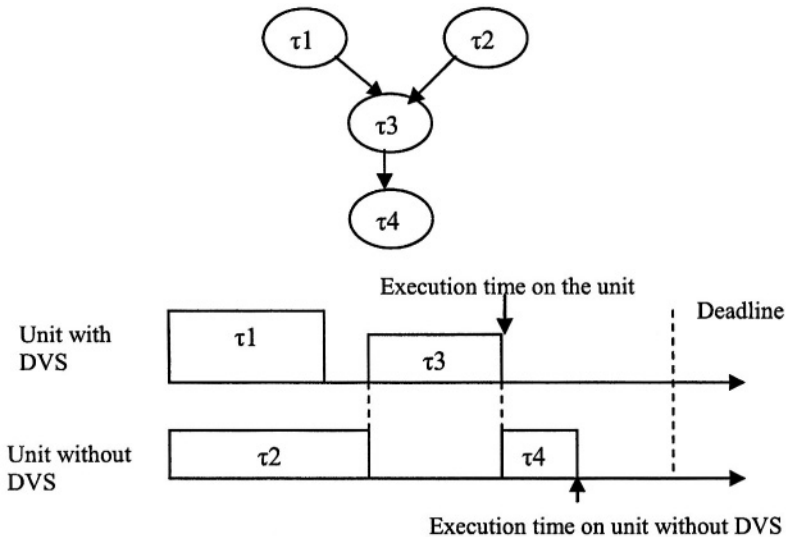 τ1
τ2
τ3
τ4
Execution time on the unit
Deadline
Unit with
DVS
τ1
τ3
Unit without
DVS
τ2
τ4
Execution time on unit without DVS